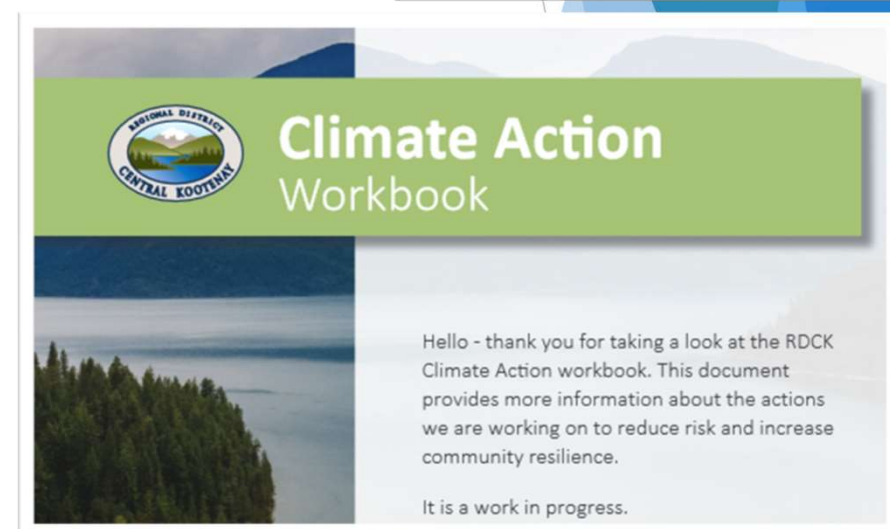 REGIONAL DISTRICT
CENTRAL KOOTENAY
Climate Action
Workbook
Hello - thank you for taking a look at the RDCK
Climate Action workbook. This document
provides more information about the actions
we are working on to reduce risk and increase
community resilience.
It is a work in progress.